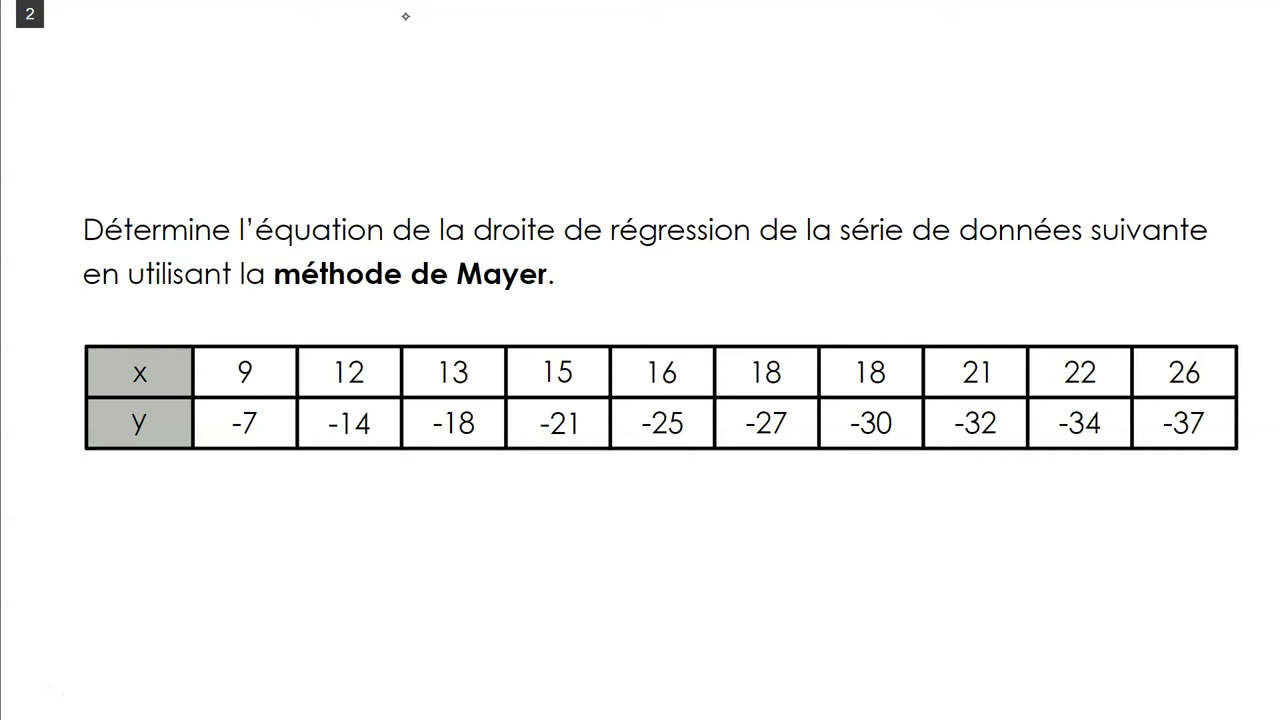 2
Détermine l’équation de la droite de régression de la série de données suivante
en utilisant la méthode de Mayer.
x 9 12 13 15 16 18 18 21 22 26
y -7 -14 -18 -21 -25 -27 -30 -32 -34 -37